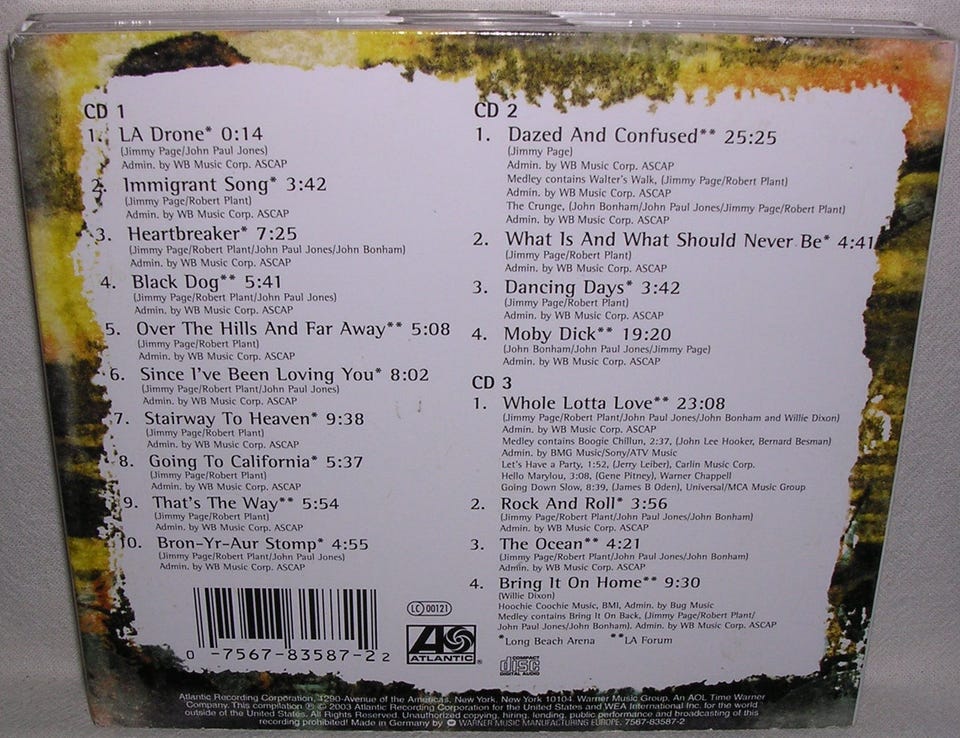 CD 1
1. LA Drone* 0:14
(Jimmy Page/John Paul Jones)
Admin. by WB Music Corp. ASCAP
2. Immigrant Song* 3:42
(Jimmy Page/Robert Plant)
Admin. by WB Music Corp. ASCAP
3. Heartbreaker* 7:25
(Jimmy Page/Robert Plant/John Paul Jones/John Bonham)
Admin. by WB Music Corp. ASCAP
4. Black Dog** 5:41
(Jimmy Page/Robert Plant/John Paul Jones)
Admin. by WB Music Corp. ASCAP
5. Over The Hills And Far Away** 5:08
(Jimmy Page/Robert Plant)
Admin. by WB Music Corp. ASCAP
6. Since I've Been Loving You* 8:02
(Jimmy Page/Robert Plant/John Paul Jones)
Admin. by WB Music Corp. ASCAP
7. Stairway To Heaven* 9:38
(Jimmy Page/Robert Plant)
Admin. by WB Music Corp. ASCAP
8. Going To California* 5:37
(Jimmy Page/Robert Plant)
Admin. by WB Music Corp. ASCAP
9. That's The Way** 5:54
(Jimmy Page/Robert Plant)
Admin. by WB Music Corp. ASCAP
10. Bron-Yr-Aur Stomp* 4:55
(Jimmy Page/Robert Plant/John Paul Jones)
Admin. by WB Music Corp. ASCAP
CD 2
1. Dazed And Confused** 25:25
(Jimmy Page)
Admin. by WB Music Corp. ASCAP
Medley contains Walter's Walk, (Jimmy Page/Robert Plant)
Admin. by WB Music Corp. ASCAP
The Crunge, (John Bonham/John Paul Jones/Jimmy Page/Robert Plant)
Admin. by WB Music Corp. ASCAP
2. What Is And What Should Never Be* 4:41
(Jimmy Page/Robert Plant)
Admin. by WB Music Corp. ASCAP
3. Dancing Days* 3:42
(Jimmy Page/Robert Plant)
Admin. by WB Music Corp. ASCAP
4. Moby Dick** 19:20
(John Bonham/John Paul Jones/Jimmy Page)
Admin. by WB Music Corp. ASCAP
CD 3
1. Whole Lotta Love** 23:08
(Jimmy Page/Robert Plant/John Paul Jones/John Bonham and Willie Dixon)
Admin. by WB Music Corp. ASCAP
Medley contains Boogie Chillun, 2:37, (John Lee Hooker, Bernard Besman)
Admin. by BMG Music/Sony/ATV Music
Let's Have a Party, 1:52, (Jerry Leiber), Carlin Music Corp.
Hello Marylou, 3:08, (Gene Pitney), Warner Chappell
Going Down Slow, 8:39, (James B Oden), Universal/MCA Music Group
2. Rock And Roll* 3:56
(Jimmy Page/Robert Plant/John Paul Jones/John Bonham)
Admin. by WB Music Corp. ASCAP
3. The Ocean** 4:21
(Jimmy Page/Robert Plant/John Paul Jones/John Bonham)
Admin. by WB Music Corp. ASCAP
4. Bring It On Home** 9:30
(Willie Dixon)
Hoochie Coochie Music, BMI, Admin. by Bug Music
Medley contains Bring It On Back, (Jimmy Page/Robert Plant/
John Paul Jones/John Bonham). Admin. by WB Music Corp. ASCAP
*Long Beach Arena **LA Forum
0 -7567-83587-2 2
LC 00121
ATLANTIC®
COMPACT
disc
DIGITAL AUDIO
Atlantic Recording Corporation, 1290-Avenue of the Americas, New York, New York 10104. Warner Music Group. An AOL Time Warner
Company. This compilation ℗ © 2003 Atlantic Recording Corporation for the United States and WEA International Inc. for the world
outside of the United States. All Rights Reserved. Unauthorized copying, hiring, lending, public performance and broadcasting of this
recording prohibited! Made in Germany by WARNER MUSIC MANUFACTURING EUROPE. 7567-83587-2